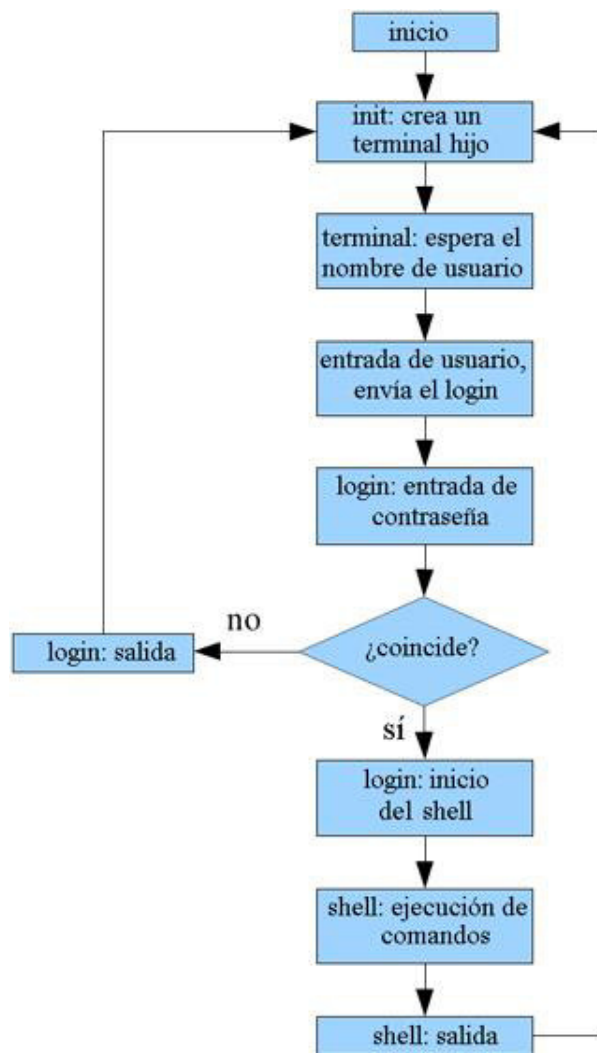 inicio
init: crea un
terminal hijo
terminal: espera el
nombre de usuario
entrada de usuario,
envía el login
login: entrada de
contraseña
¿coincide?
no
login: salida
sí
login: inicio
del shell
shell: ejecución de
comandos
shell: salida